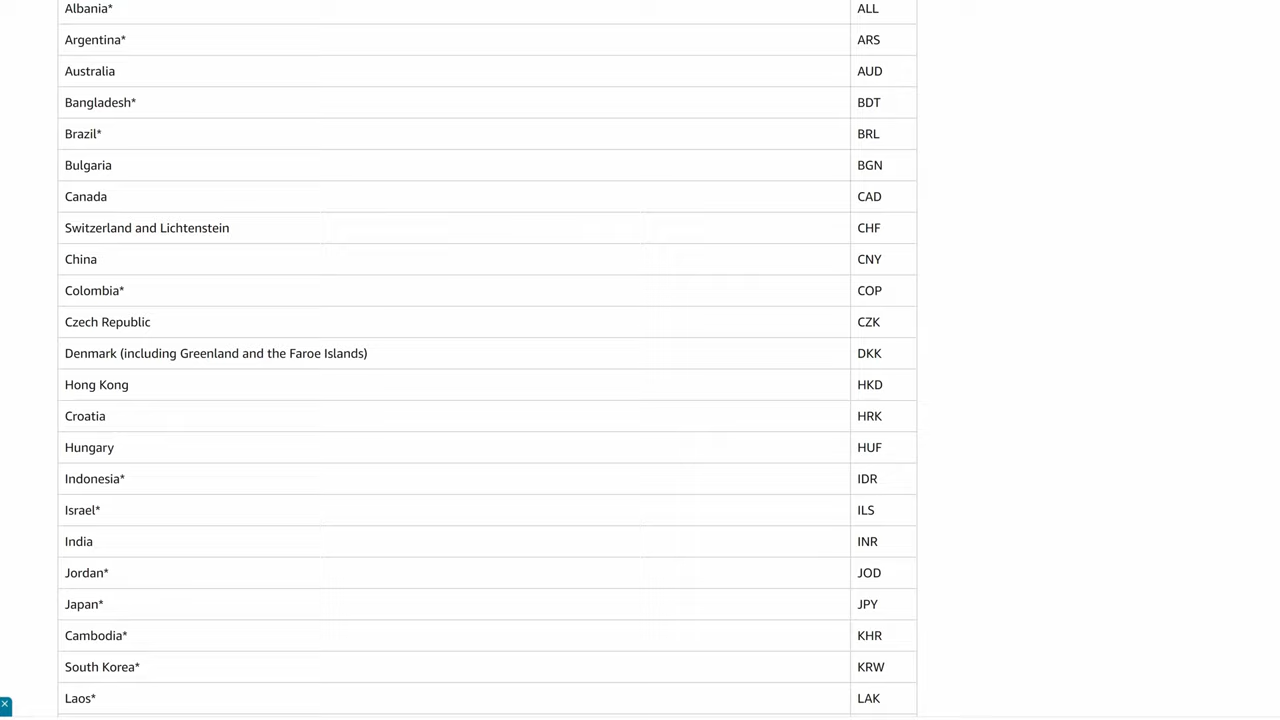 Albania* ALL
Argentina* ARS
Australia AUD
Bangladesh* BDT
Brazil* BRL
Bulgaria BGN
Canada CAD
Switzerland and Lichtenstein CHF
China CNY
Colombia* COP
Czech Republic CZK
Denmark (including Greenland and the Faroe Islands) DKK
Hong Kong HKD
Croatia HRK
Hungary HUF
Indonesia* IDR
Israel* ILS
India INR
Jordan* JOD
Japan* JPY
Cambodia* KHR
South Korea* KRW
Laos* LAK